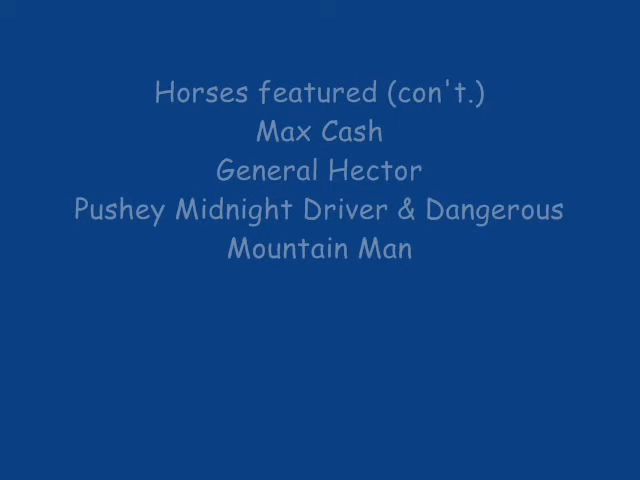 Horses featured (con't.)
Max Cash
General Hector
Pushey Midnight Driver & Dangerous
Mountain Man